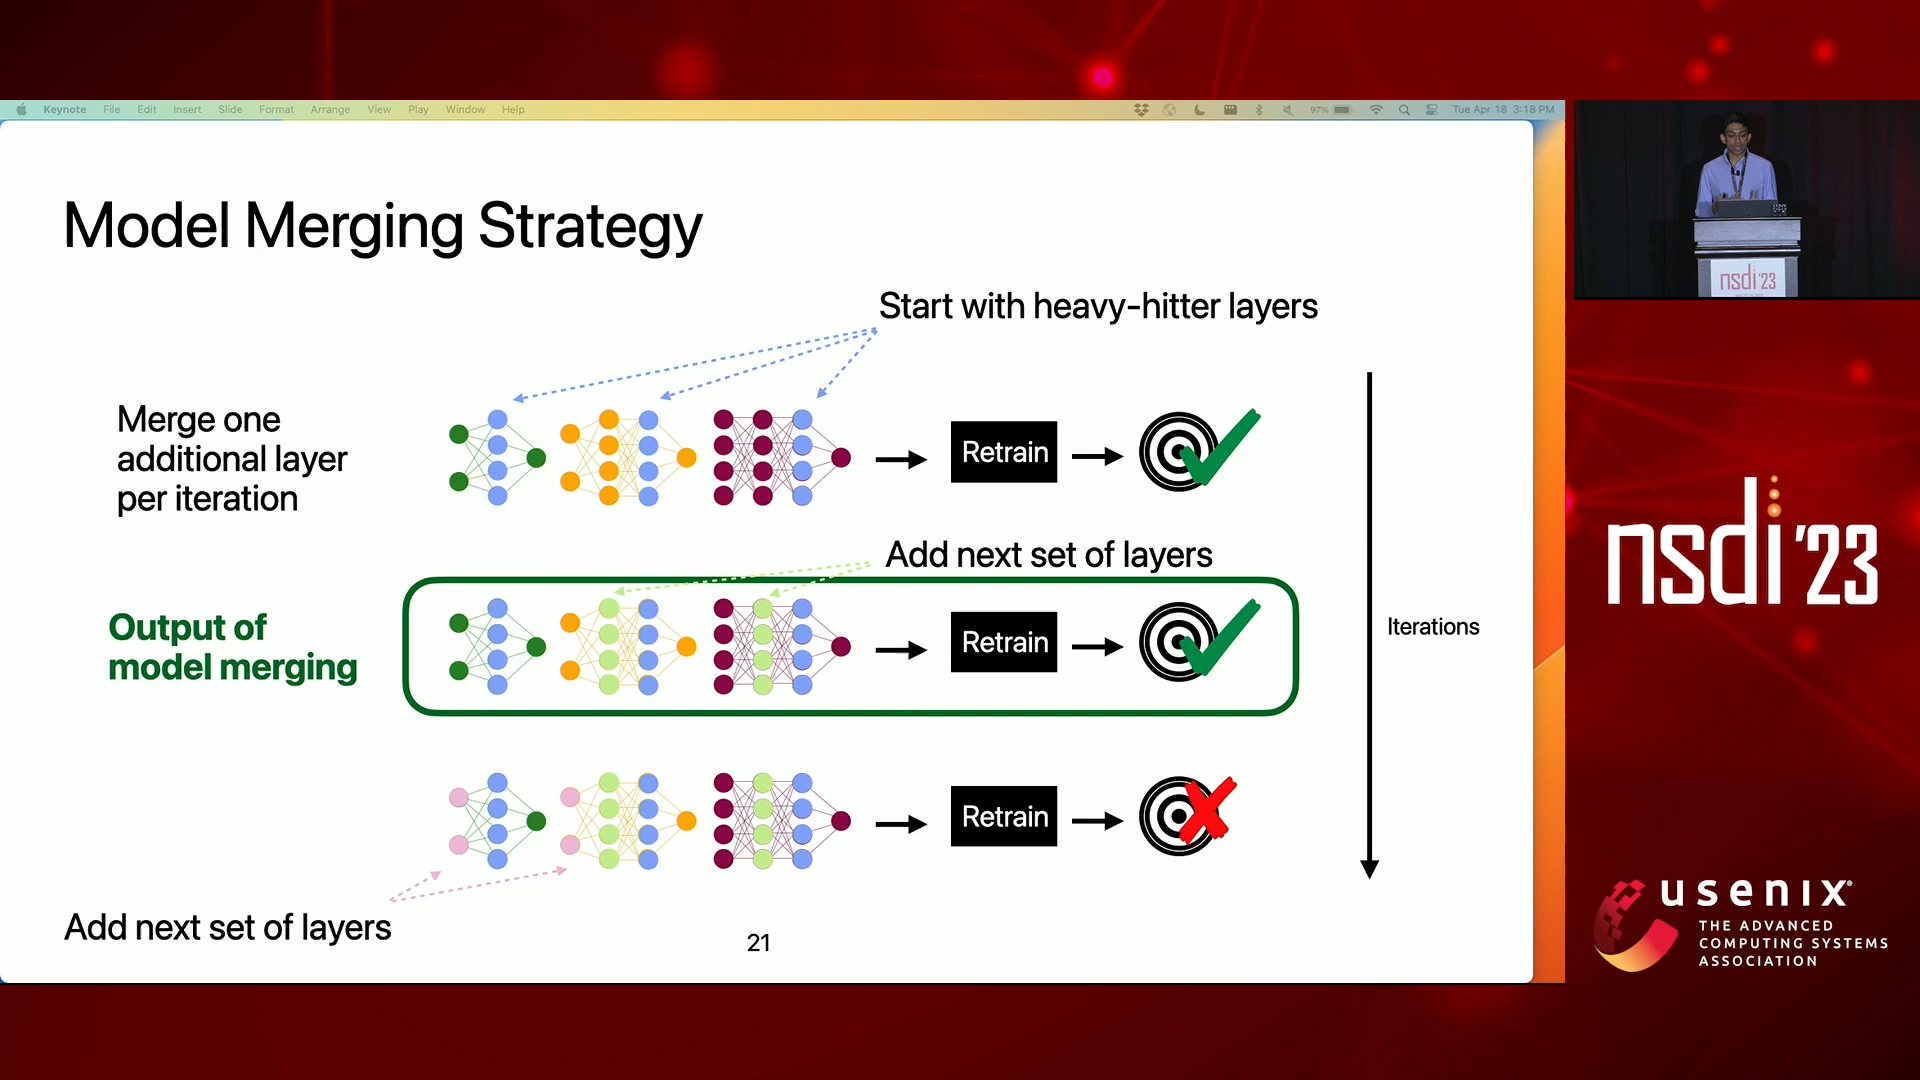 Keynote File Edit Insert Slide Format Arrange View Play Window Help 97% Tue Apr 18 3:18 PM
Model Merging Strategy
Start with heavy-hitter layers
Merge one
additional layer
per iteration
Retrain
Add next set of layers
Output of
model merging
Retrain
Iterations
Retrain
Add next set of layers
21
nsdi '23
nsdi '23
usenix®
THE ADVANCED
COMPUTING SYSTEMS
ASSOCIATION